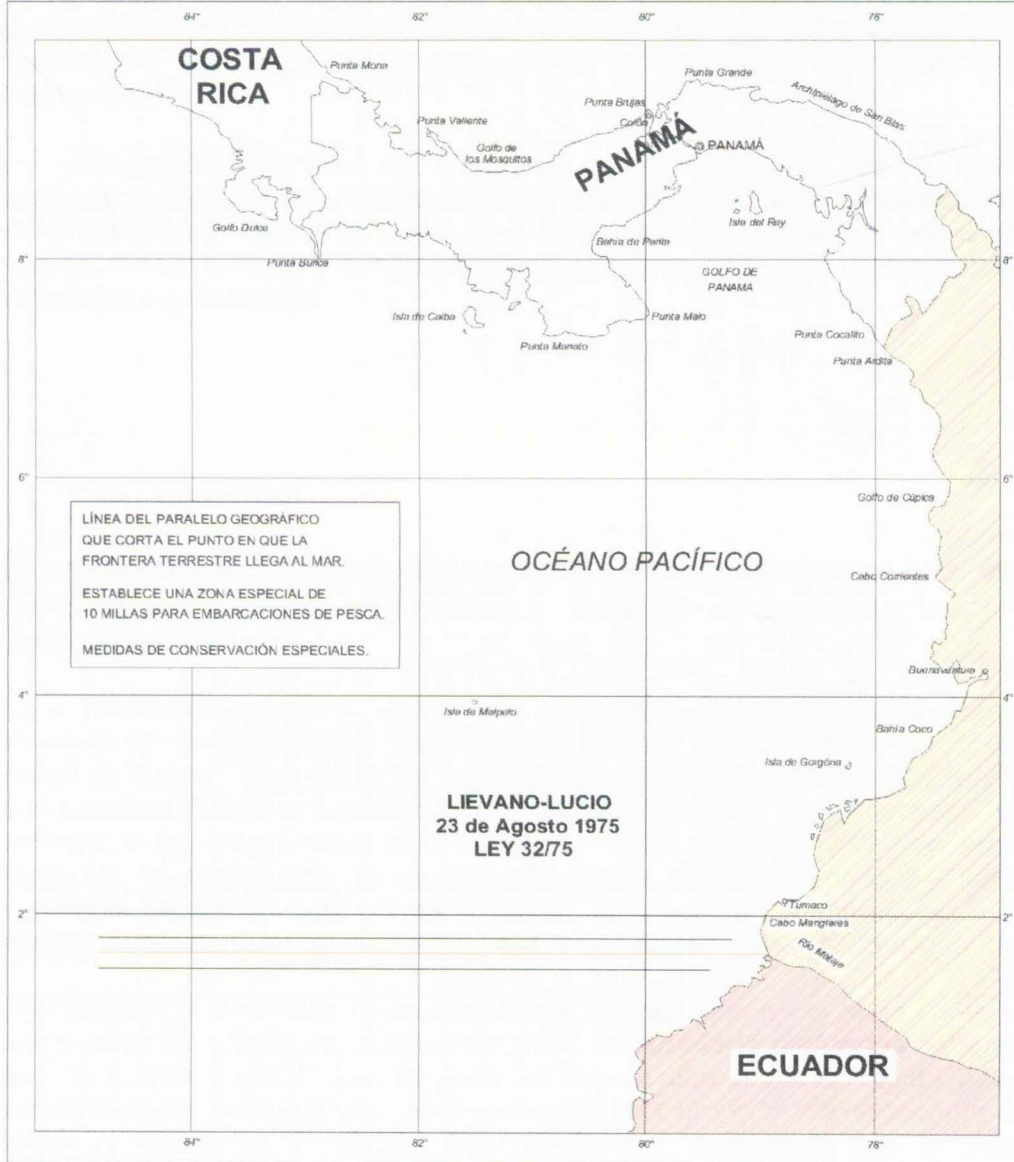 84° 82° 80° 78°
COSTA
RICA
Punta Mona
Punta Grande
Archipiélago de San Blas
Punta Brujas
Colón
Punta Valiente
Golfo de
los Mosquitos
PANAMÁ
PANAMÁ
Isla del Rey
Golfo Dulce
Bahía de Parita
8° 8°
Punta Burica
GOLFO DE
PANAMA
Isla de Coiba
Punta Malo
Punta Mariato
Punta Cocalito
Punta Ardita
6° 6°
Golfo de Cúpica
LÍNEA DEL PARALELO GEOGRÁFICO
QUE CORTA EL PUNTO EN QUE LA
FRONTERA TERRESTRE LLEGA AL MAR.
ESTABLECE UNA ZONA ESPECIAL DE
10 MILLAS PARA EMBARCACIONES DE PESCA.
MEDIDAS DE CONSERVACIÓN ESPECIALES.
OCÉANO PACÍFICO
Cabo Corrientes
Buenaventura
4° 4°
Isla de Malpelo
Bahía Coco
Isla de Gorgóna
LIEVANO-LUCIO
23 de Agosto 1975
LEY 32/75
Tumaco
2° 2°
Cabo Manglares
Río Mataje
ECUADOR
84° 82° 80° 78°